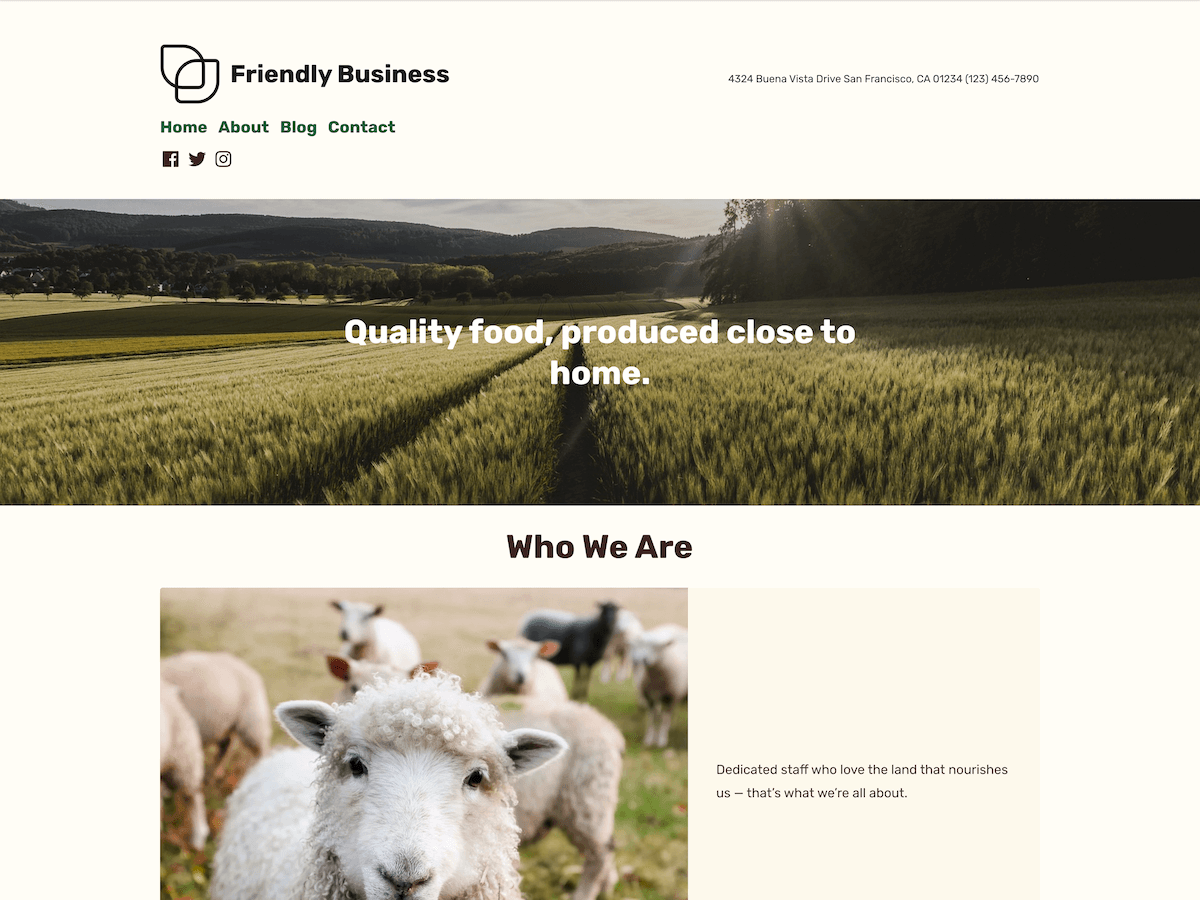 Friendly Business
4324 Buena Vista Drive San Francisco, CA 01234 (123) 456-7890
Home About Blog Contact
Quality food, produced close to
home.
Who We Are
Dedicated staff who love the land that nourishes
us — that’s what we’re all about.